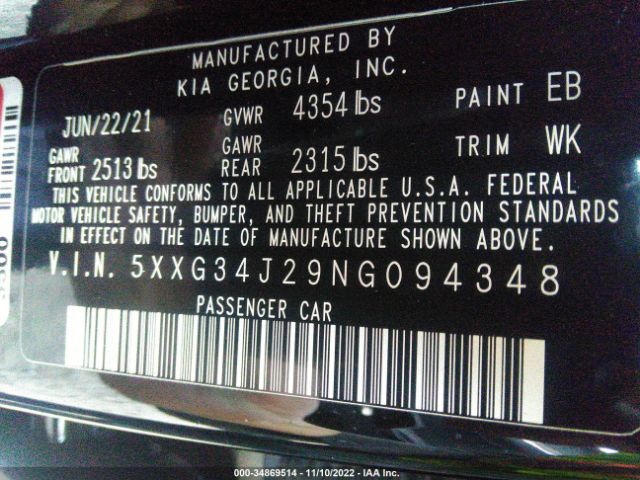 MANUFACTURED BY
KIA GEORGIA, INC.
JUN/22/21 GVWR 4354 lbs PAINT EB
GAWR FRONT 2513 lbs GAWR REAR 2315 lbs TRIM WK
THIS VEHICLE CONFORMS TO ALL APPLICABLE U.S.A. FEDERAL
MOTOR VEHICLE SAFETY, BUMPER, AND THEFT PREVENTION STANDARDS
IN EFFECT ON THE DATE OF MANUFACTURE SHOWN ABOVE.
V.I.N. 5XXG34J29NG094348
PASSENGER CAR
000-34869514 - 11/10/2022 - IAA Inc.